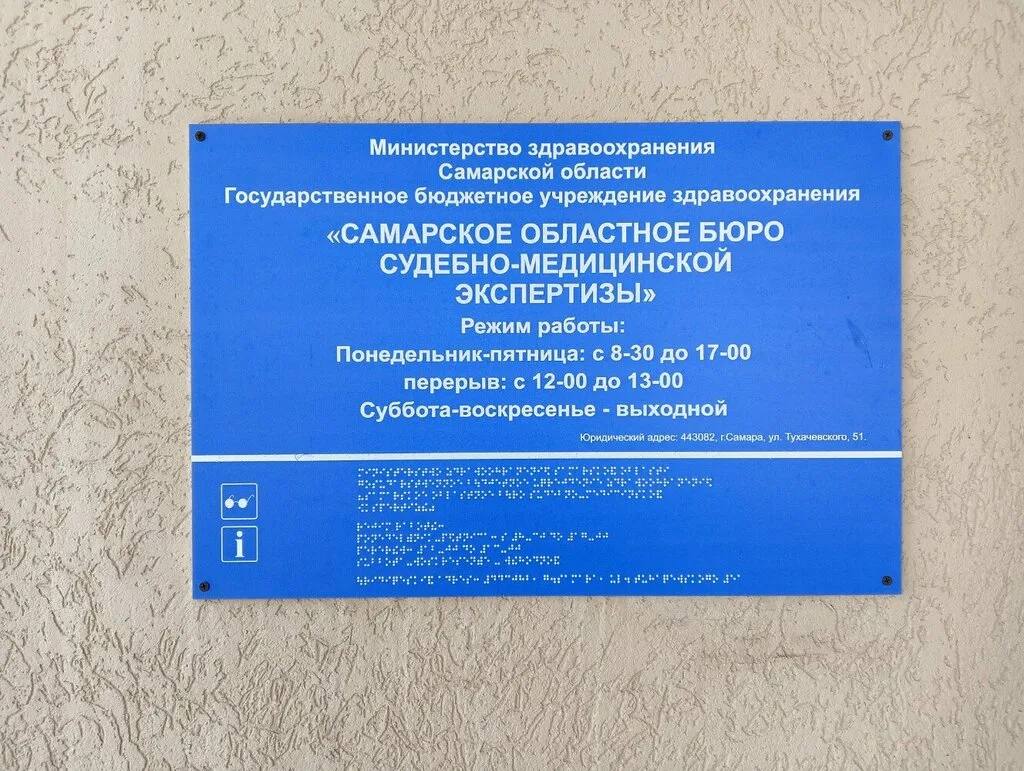 Министерство здравоохранения
Самарской области
Государственное бюджетное учреждение здравоохранения
«САМАРСКОЕ ОБЛАСТНОЕ БЮРО
СУДЕБНО-МЕДИЦИНСКОЙ
ЭКСПЕРТИЗЫ»
Режим работы:
Понедельник-пятница: с 8-30 до 17-00
перерыв: с 12-00 до 13-00
Суббота-воскресенье - выходной
Юридический адрес: 443082, г.Самара, ул. Тухачевского, 51.
i